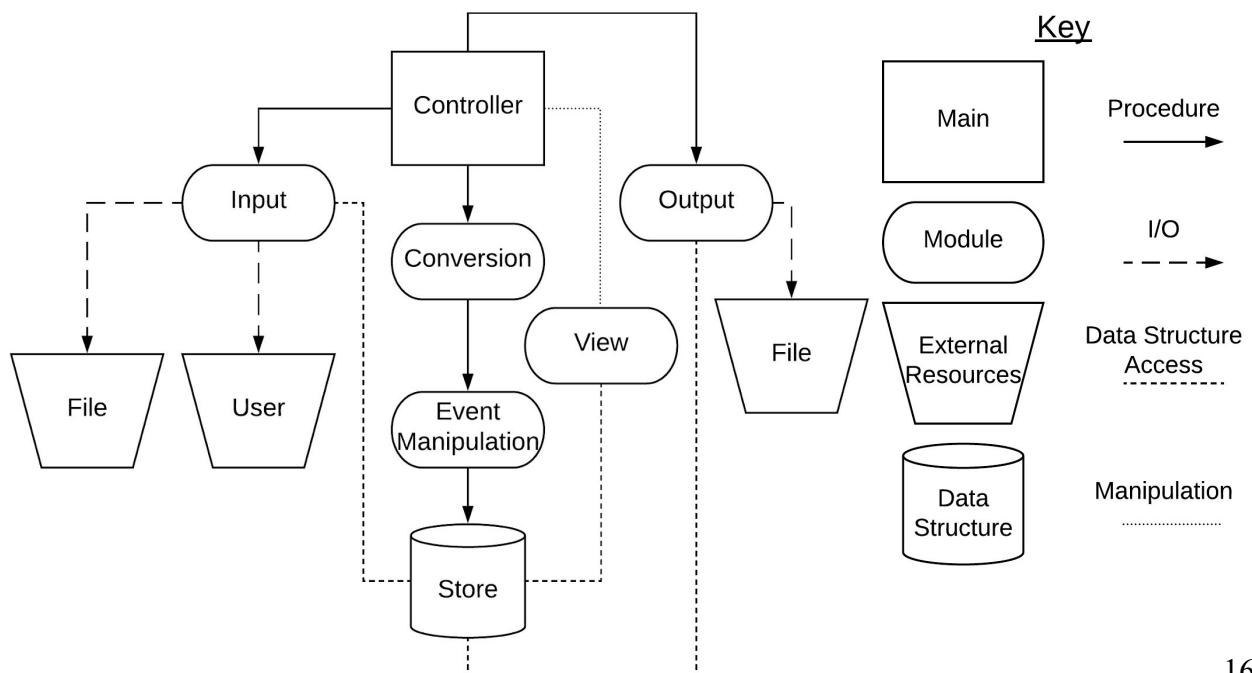 Key
Controller
Main
Procedure
Input
Output
Conversion
Module
I/O
View
File
User
File
External
Resources
Data Structure
Access
Event
Manipulation
Store
Data
Structure
Manipulation
16